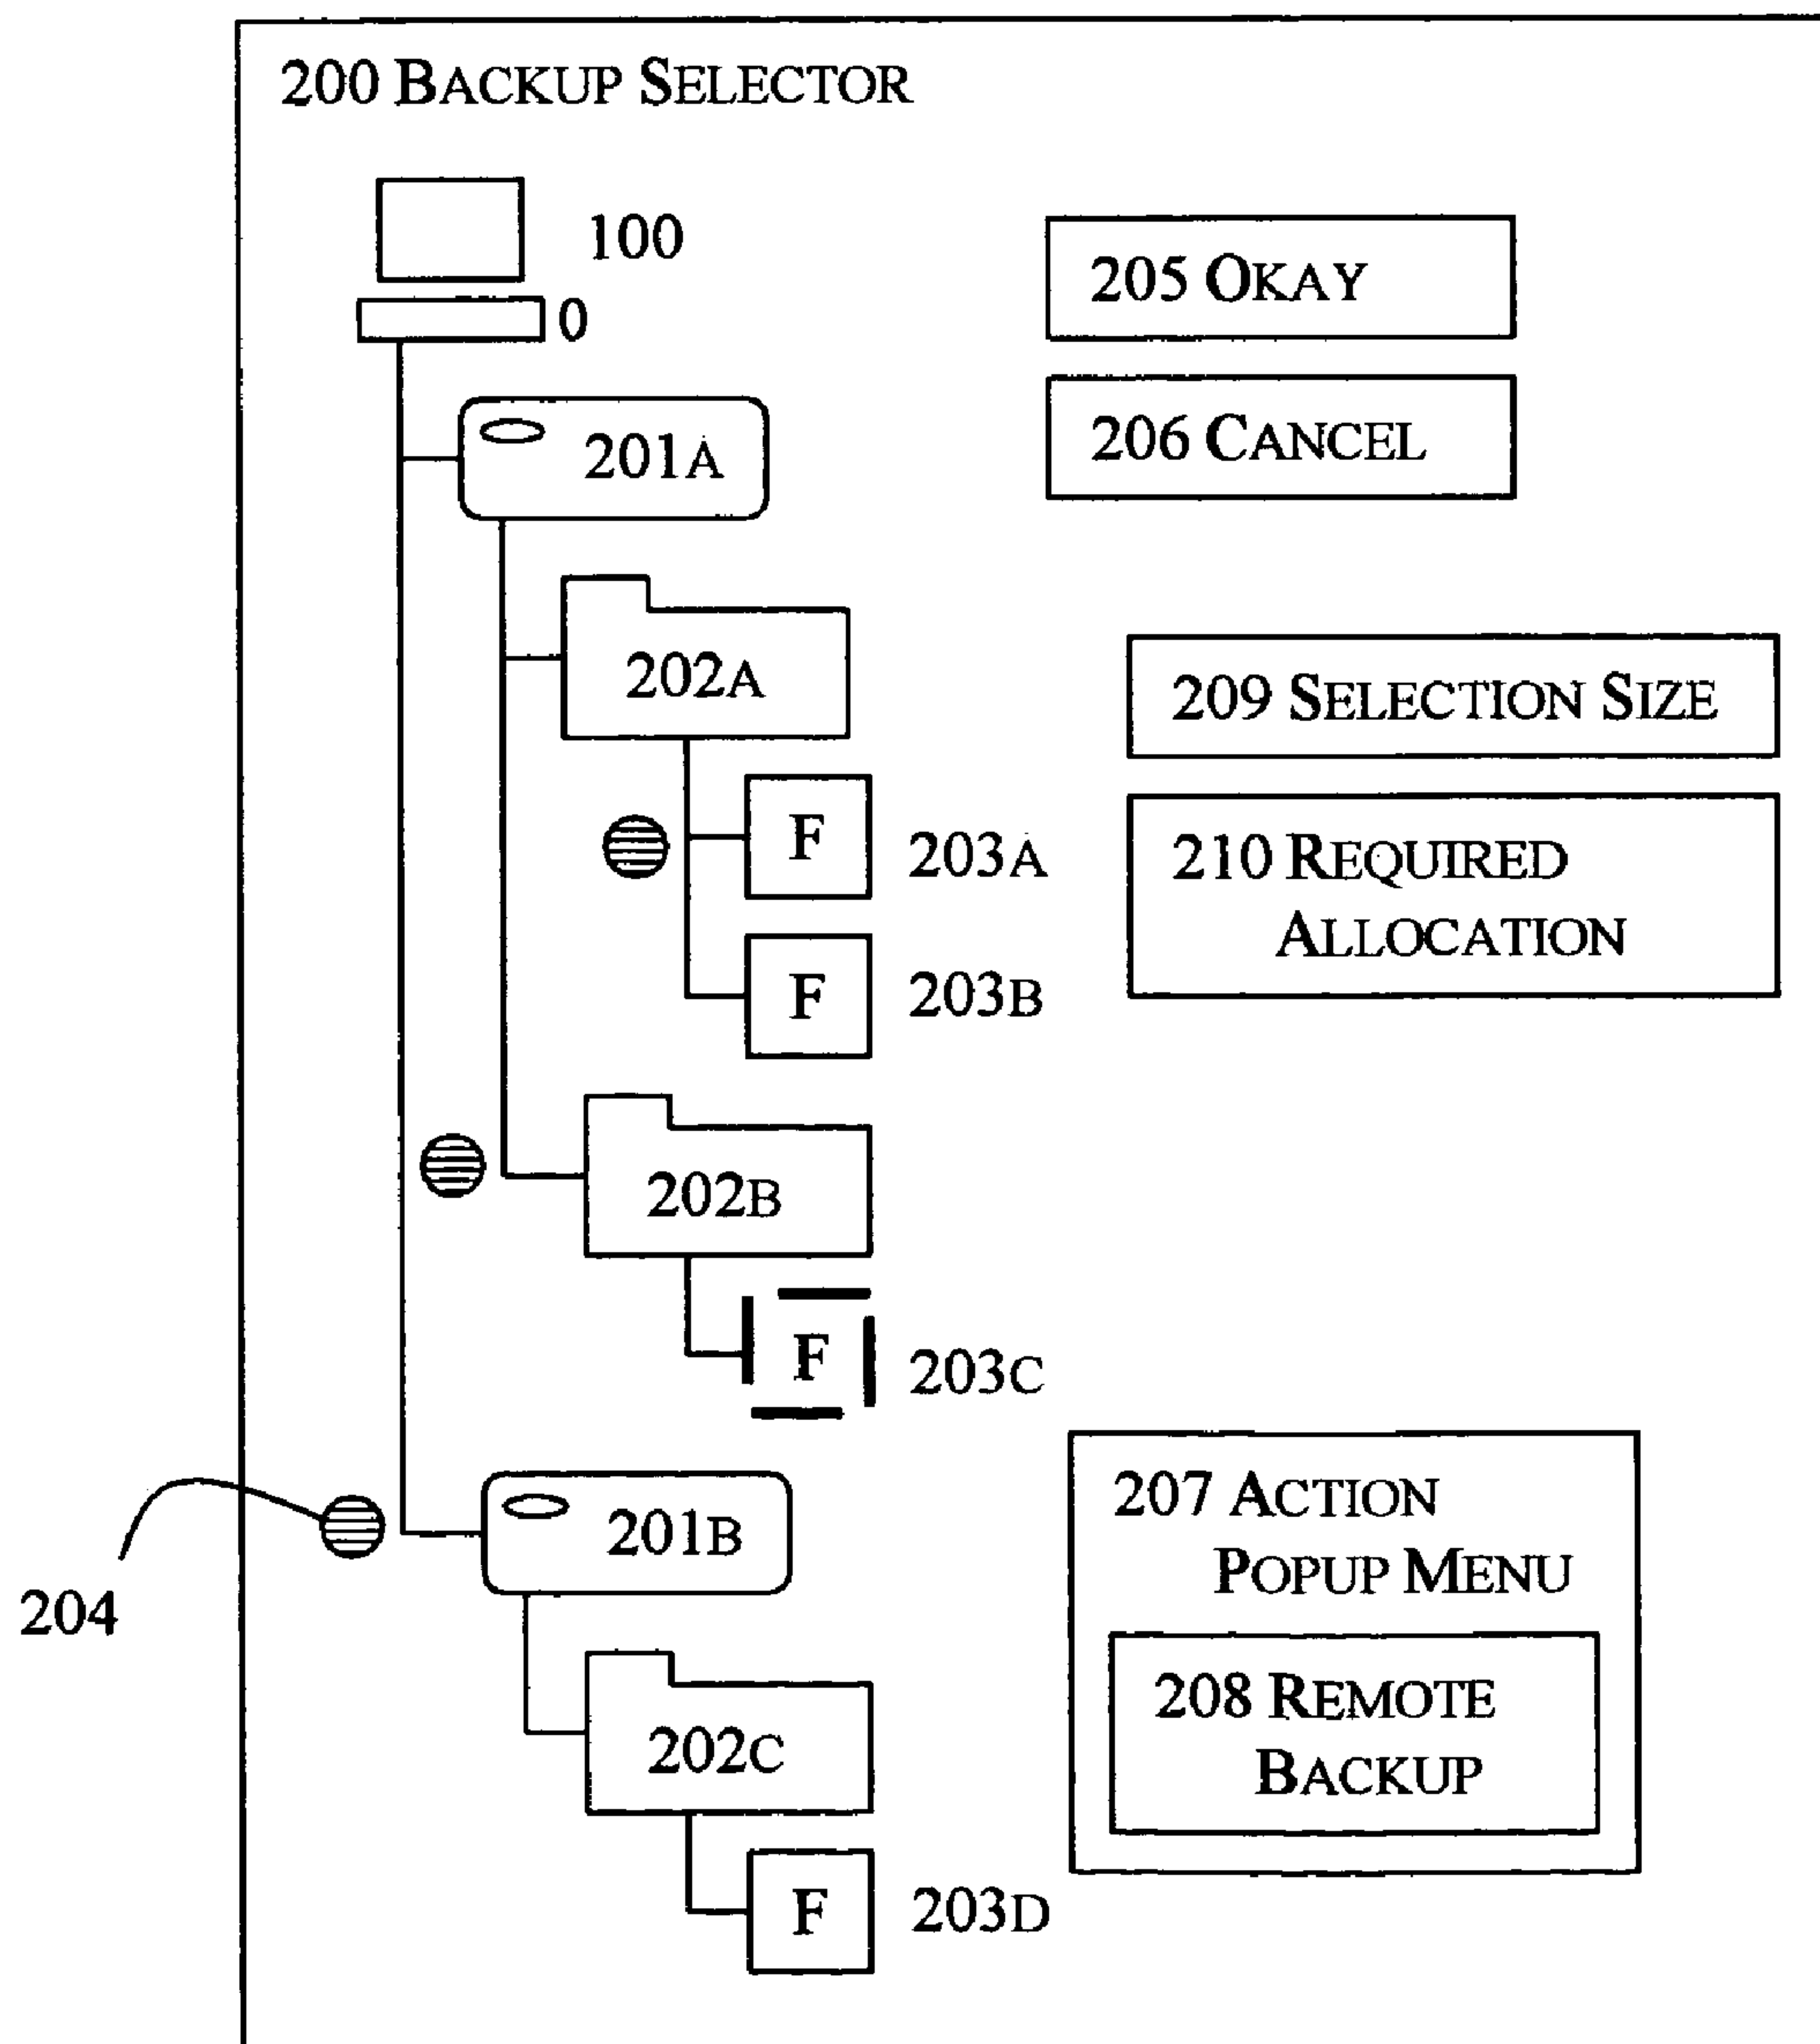 200 BACKUP SELECTOR
100
0
205 OKAY
206 CANCEL
201A
202A
209 SELECTION SIZE
F 203A
210 REQUIRED
ALLOCATION
F 203B
202B
F 203C
207 ACTION
POPUP MENU
201B
204
208 REMOTE
BACKUP
202C
F 203D